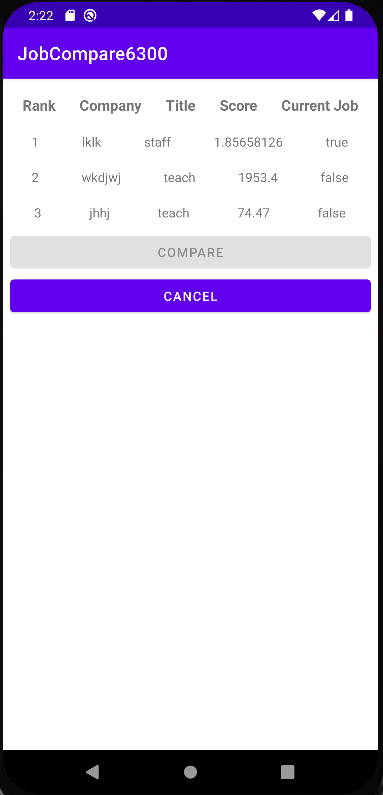 2:22
JobCompare6300
Rank Company Title Score Current Job
1 lklk staff 1.85658126 true
2 wkdjwj teach 1953.4 false
3 jhhj teach 74.47 false
COMPARE
CANCEL